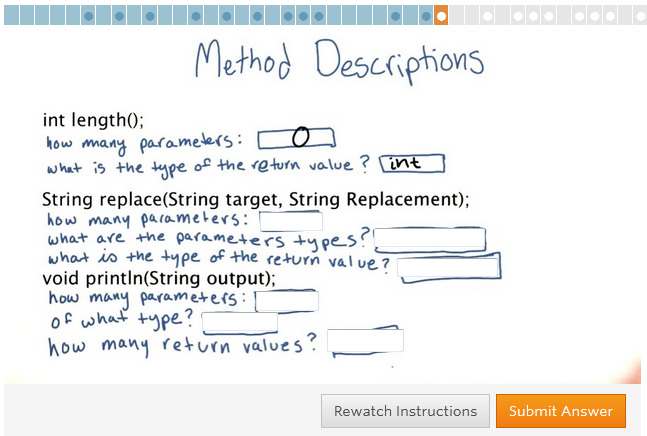 Method Descriptions
int length();
how many parameters: 0
what is the type of the return value? int
String replace(String target, String Replacement);
how many parameters:
what are the parameters types?
what is the type of the return value?
void println(String output);
how many parameters:
of what type?
how many return values?
Rewatch Instructions Submit Answer